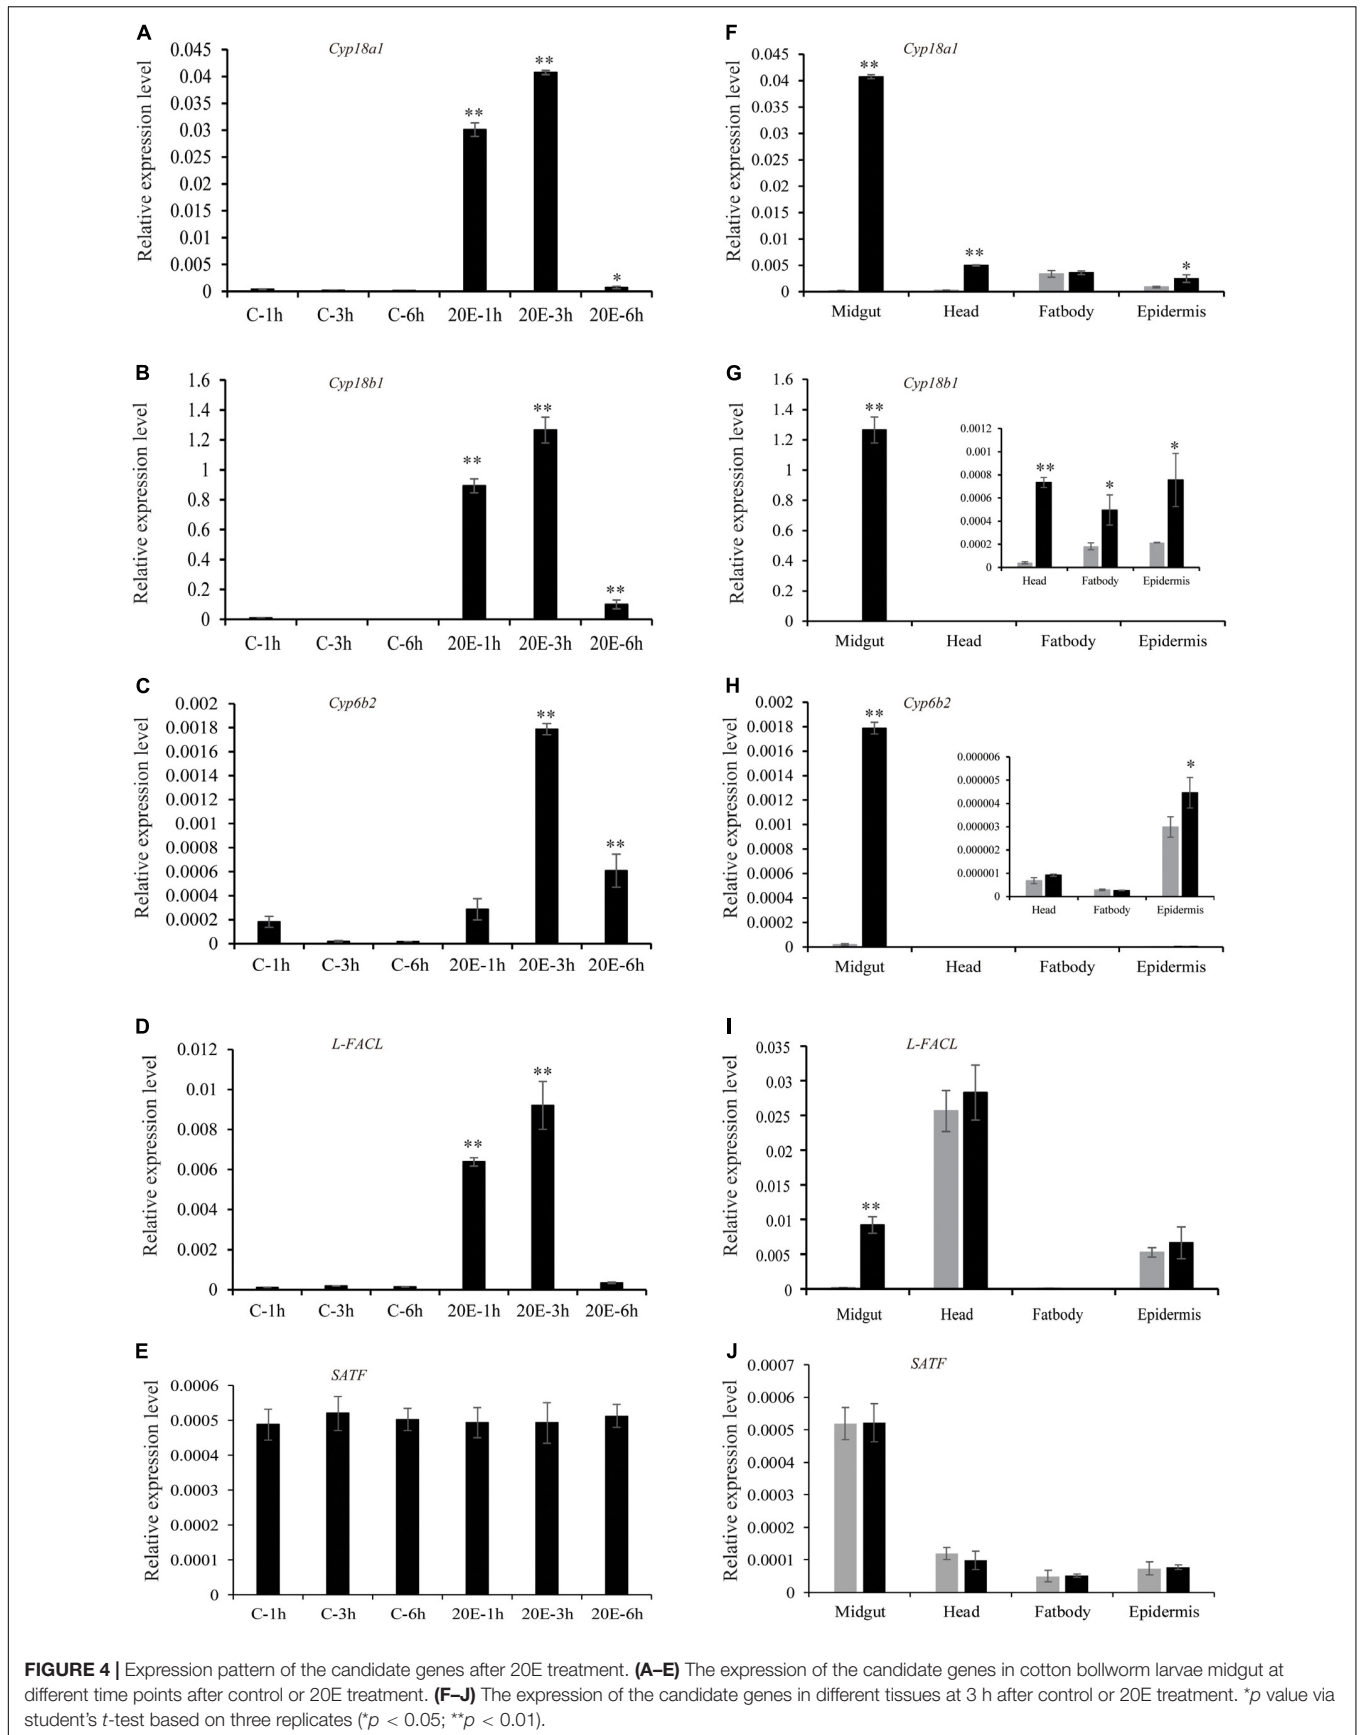 A
Cyp18a1
Relative expression level
0.045
0.04
0.035
0.03
0.025
0.02
0.015
0.01
0.005
0
** ** *
C-1h C-3h C-6h 20E-1h 20E-3h 20E-6h
F
Cyp18a1
Relative expression level
0.045
0.04
0.035
0.03
0.025
0.02
0.015
0.01
0.005
0
** ** *
Midgut Head Fatbody Epidermis
B
Cyp18b1
Relative expression level
1.6
1.4
1.2
1
0.8
0.6
0.4
0.2
0
** ** **
C-1h C-3h C-6h 20E-1h 20E-3h 20E-6h
G
Cyp18b1
Relative expression level
1.6
1.4
1.2
1
0.8
0.6
0.4
0.2
0
**
Midgut Head Fatbody Epidermis
0.0012
0.001
0.0008
0.0006
0.0004
0.0002
0
** * *
Head Fatbody Epidermis
C
Cyp6b2
Relative expression level
0.002
0.0018
0.0016
0.0014
0.0012
0.001
0.0008
0.0006
0.0004
0.0002
0
** **
C-1h C-3h C-6h 20E-1h 20E-3h 20E-6h
H
Cyp6b2
Relative expression level
0.002
0.0018
0.0016
0.0014
0.0012
0.001
0.0008
0.0006
0.0004
0.0002
0
**
Midgut Head Fatbody Epidermis
0.000006
0.000005
0.000004
0.000003
0.000002
0.000001
0
*
Head Fatbody Epidermis
D
L-FACL
Relative expression level
0.012
0.01
0.008
0.006
0.004
0.002
0
** **
C-1h C-3h C-6h 20E-1h 20E-3h 20E-6h
I
L-FACL
Relative expression level
0.035
0.03
0.025
0.02
0.015
0.01
0.005
0
**
Midgut Head Fatbody Epidermis
E
SATF
Relative expression level
0.0006
0.0005
0.0004
0.0003
0.0002
0.0001
0
C-1h C-3h C-6h 20E-1h 20E-3h 20E-6h
J
SATF
Relative expression level
0.0007
0.0006
0.0005
0.0004
0.0003
0.0002
0.0001
0
Midgut Head Fatbody Epidermis
FIGURE 4 | Expression pattern of the candidate genes after 20E treatment. (A–E) The expression of the candidate genes in cotton bollworm larvae midgut at
different time points after control or 20E treatment. (F–J) The expression of the candidate genes in different tissues at 3 h after control or 20E treatment. *p value via
student's t-test based on three replicates (*p < 0.05; **p < 0.01).